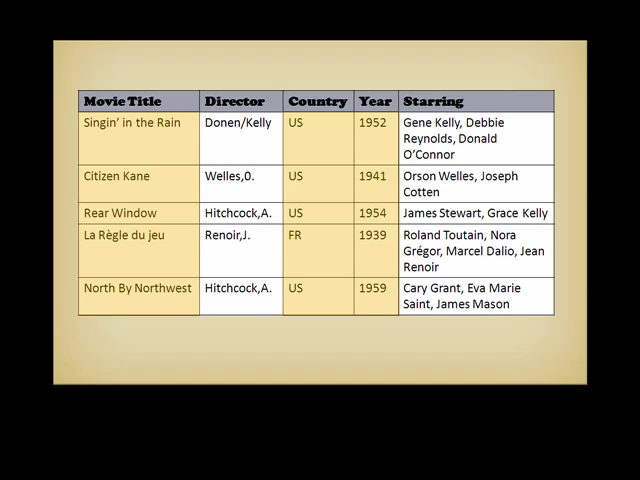 Movie Title Director Country Year Starring
Singin' in the Rain Donen/Kelly US 1952 Gene Kelly, Debbie
Reynolds, Donald
O'Connor
Citizen Kane Welles,0. US 1941 Orson Welles, Joseph
Cotten
Rear Window Hitchcock,A. US 1954 James Stewart, Grace Kelly
La Règle du jeu Renoir,J. FR 1939 Roland Toutain, Nora
Grégor, Marcel Dalio, Jean
Renoir
North By Northwest Hitchcock,A. US 1959 Cary Grant, Eva Marie
Saint, James Mason